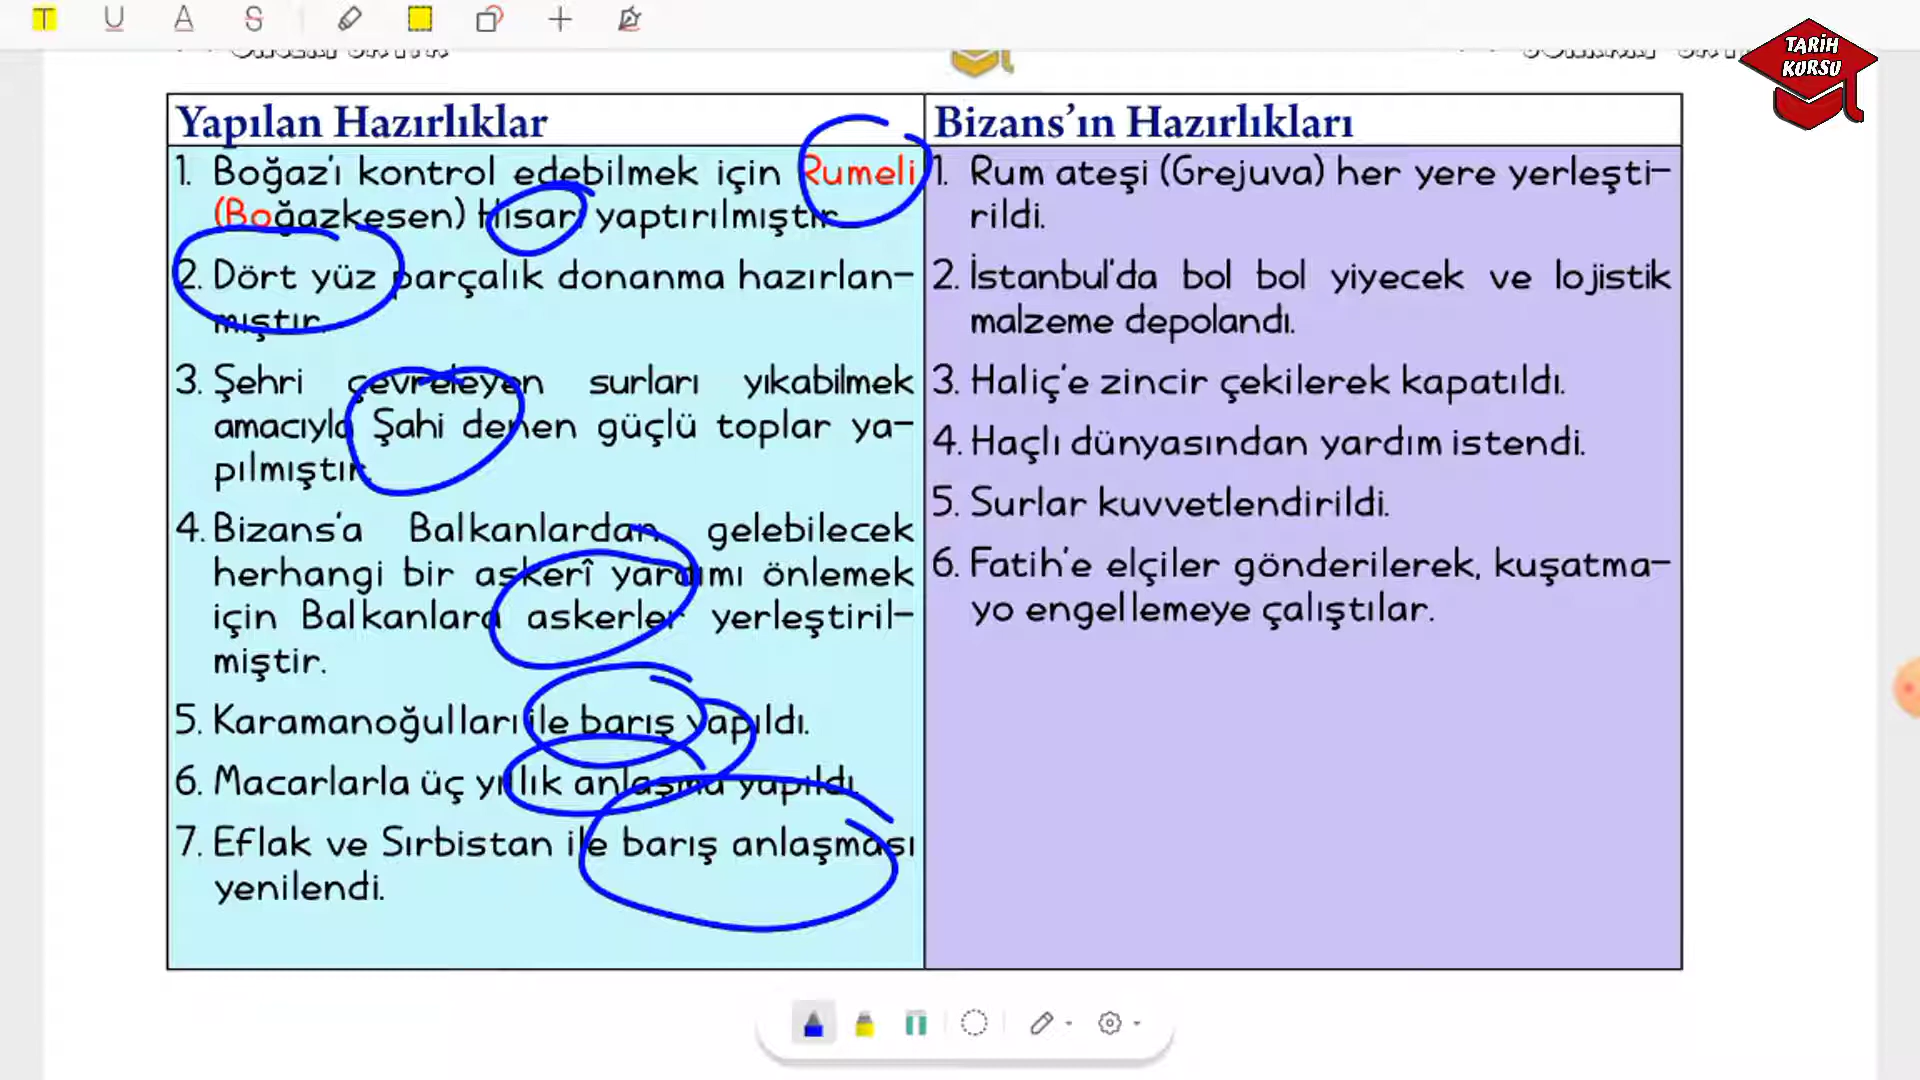 TARİH
KURSU
Yapılan Hazırlıklar
1. Boğaz'ı kontrol edebilmek için Rumeli
(Boğazkesen) Hisarı yaptırılmıştır.
2. Dört yüz parçalık donanma hazırlan-
mıştır.
3. Şehri çevreleyen surları yıkabilmek
amacıyla Şahi denen güçlü toplar ya-
pılmıştır.
4. Bizans'a Balkanlardan gelebilecek
herhangi bir askerî yardımı önlemek
için Balkanlara askerler yerleştiril-
miştir.
5. Karamanoğulları ile barış yapıldı.
6. Macarlarla üç yıllık anlaşma yapıldı.
7. Eflak ve Sırbistan ile barış anlaşması
yenilendi.
Bizans'ın Hazırlıkları
1. Rum ateşi (Grejuva) her yere yerleşti-
rildi.
2. İstanbul'da bol bol yiyecek ve lojistik
malzeme depolandı.
3. Haliç'e zincir çekilerek kapatıldı.
4. Haçlı dünyasından yardım istendi.
5. Surlar kuvvetlendirildi.
6. Fatih'e elçiler gönderilerek, kuşatma-
yo engellemeye çalıştılar.